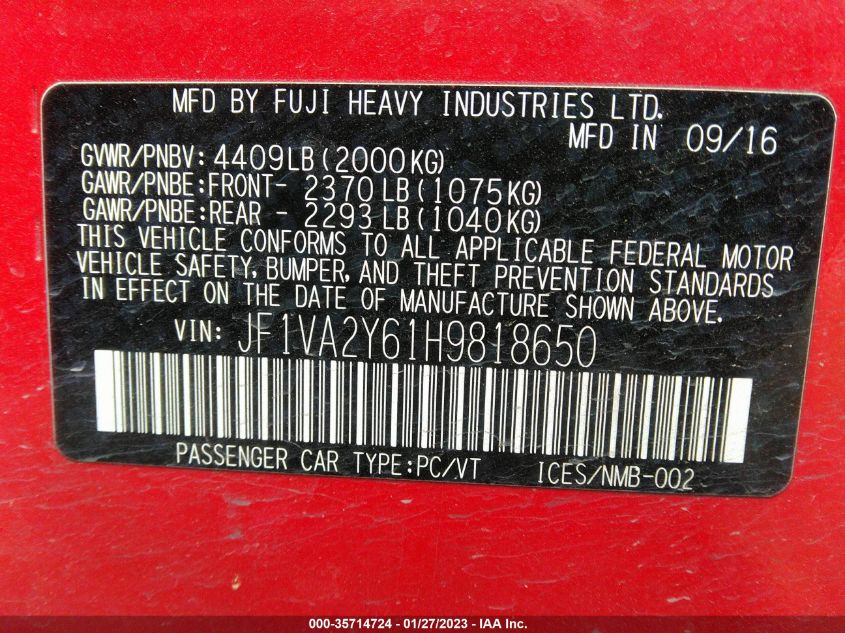 MFD BY FUJI HEAVY INDUSTRIES LTD.
MFD IN 09/16
GVWR/PNBV: 4409LB(2000KG)
GAWR/PNBE:FRONT- 2370LB(1075KG)
GAWR/PNBE:REAR - 2293LB(1040KG)
THIS VEHICLE CONFORMS TO ALL APPLICABLE FEDERAL MOTOR
VEHICLE SAFETY, BUMPER, AND THEFT PREVENTION STANDARDS
IN EFFECT ON THE DATE OF MANUFACTURE SHOWN ABOVE.
VIN: JF1VA2Y61H9818650
PASSENGER CAR TYPE:PC/VT ICES/NMB-002
000-35714724 - 01/27/2023 - IAA Inc.